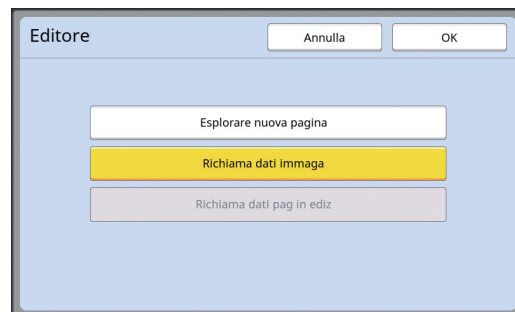 Editore
Annulla
OK
Esplorare nuova pagina
Richiama dati immaga
Richiama dati pag in ediz